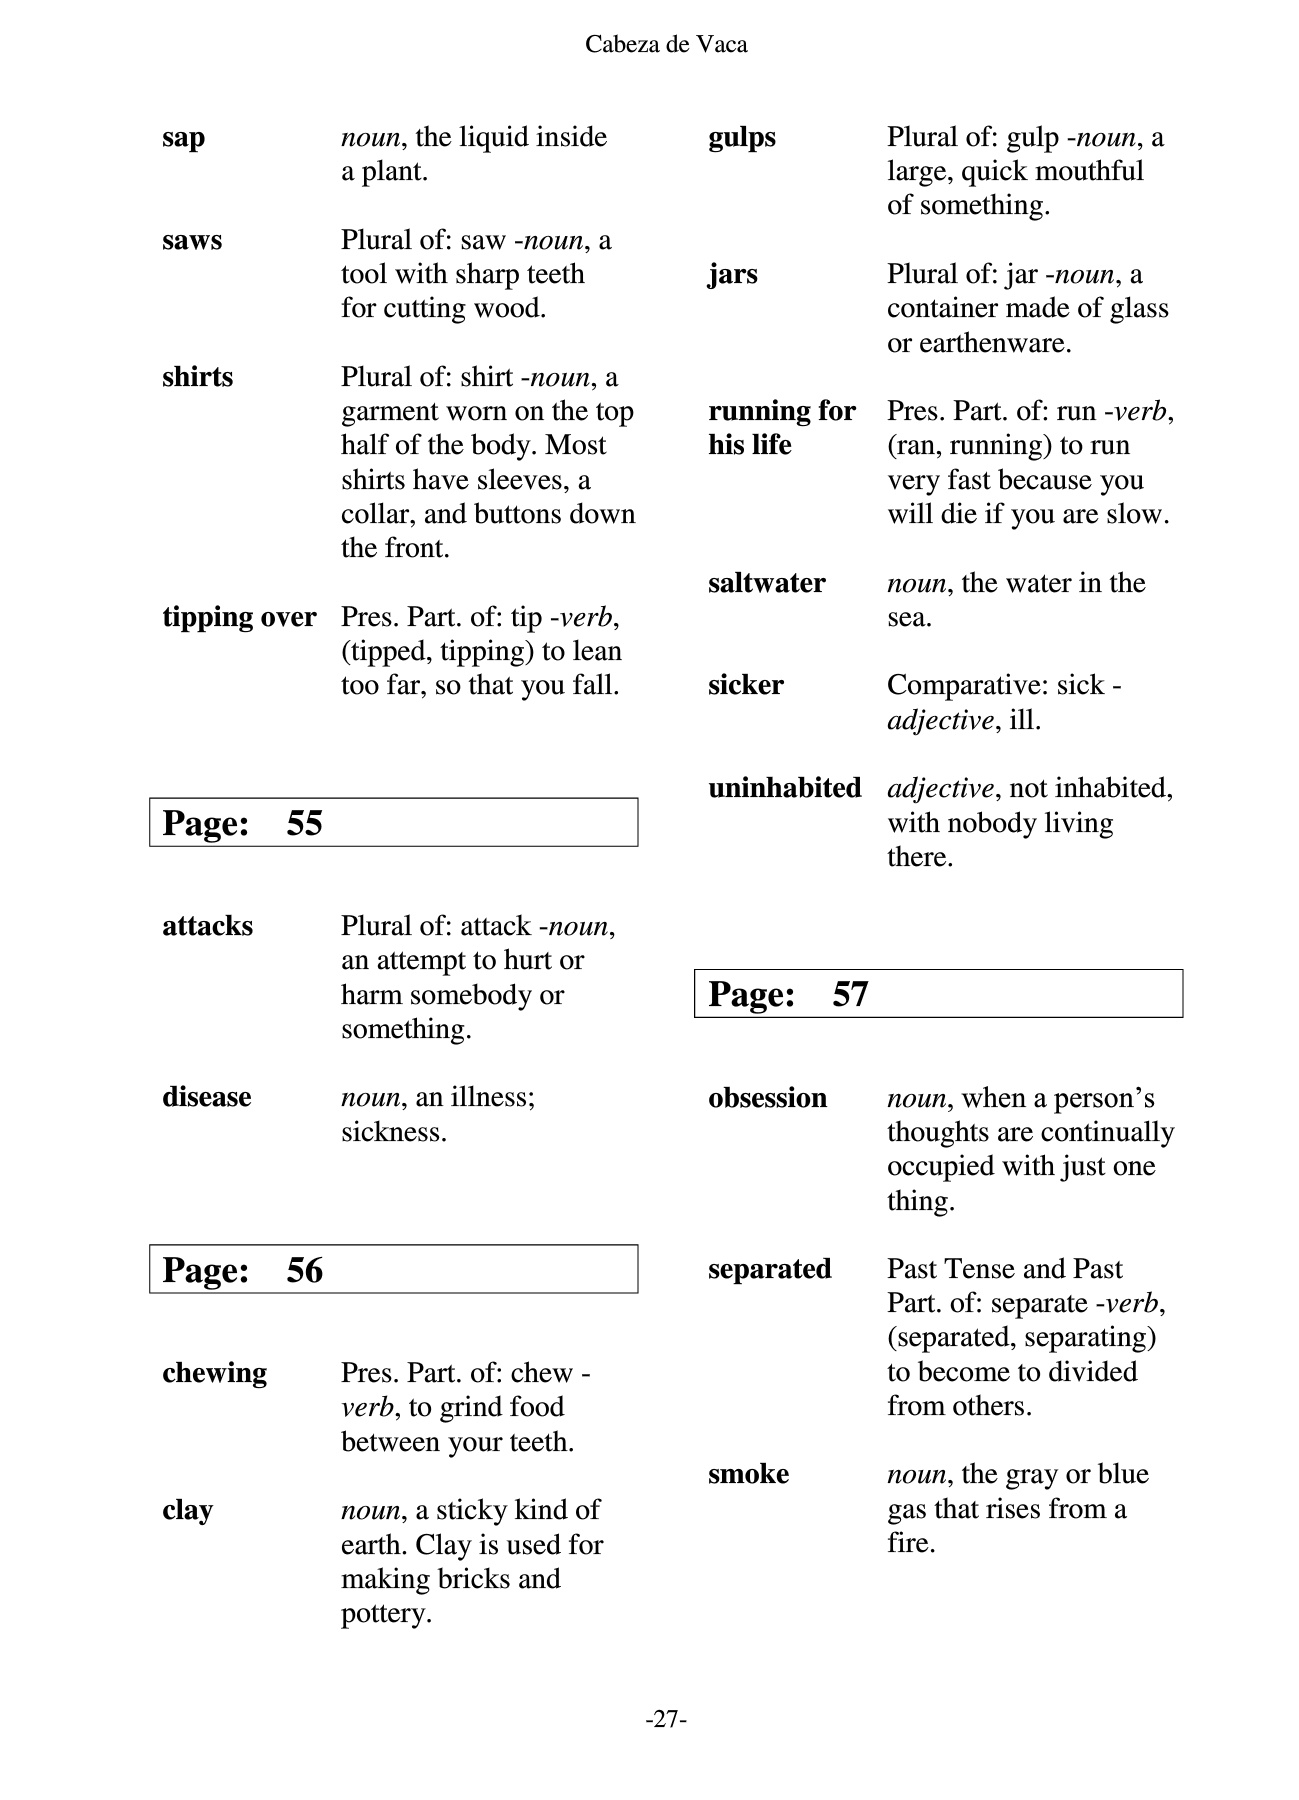 Cabeza de Vaca
sap noun, the liquid inside
a plant.
saws Plural of: saw -noun, a
tool with sharp teeth
for cutting wood.
shirts Plural of: shirt -noun, a
garment worn on the top
half of the body. Most
shirts have sleeves, a
collar, and buttons down
the front.
tipping over Pres. Part. of: tip -verb,
(tipped, tipping) to lean
too far, so that you fall.
Page: 55
attacks Plural of: attack -noun,
an attempt to hurt or
harm somebody or
something.
disease noun, an illness;
sickness.
Page: 56
chewing Pres. Part. of: chew -
verb, to grind food
between your teeth.
clay noun, a sticky kind of
earth. Clay is used for
making bricks and
pottery.
gulps Plural of: gulp -noun, a
large, quick mouthful
of something.
jars Plural of: jar -noun, a
container made of glass
or earthenware.
running for Pres. Part. of: run -verb,
his life (ran, running) to run
very fast because you
will die if you are slow.
saltwater noun, the water in the
sea.
sicker Comparative: sick -
adjective, ill.
uninhabited adjective, not inhabited,
with nobody living
there.
Page: 57
obsession noun, when a person’s
thoughts are continually
occupied with just one
thing.
separated Past Tense and Past
Part. of: separate -verb,
(separated, separating)
to become to divided
from others.
smoke noun, the gray or blue
gas that rises from a
fire.
-27-